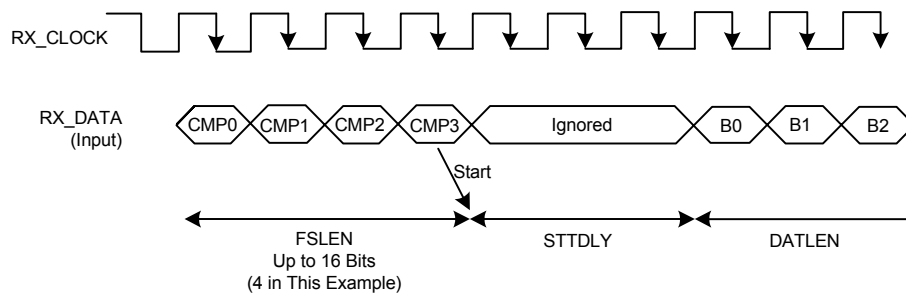 RX_CLOCK
RX_DATA
(Input)
CMP0 CMP1 CMP2 CMP3 Ignored B0 B1 B2
Start
FSLEN STTDLY DATLEN
Up to 16 Bits
(4 in This Example)